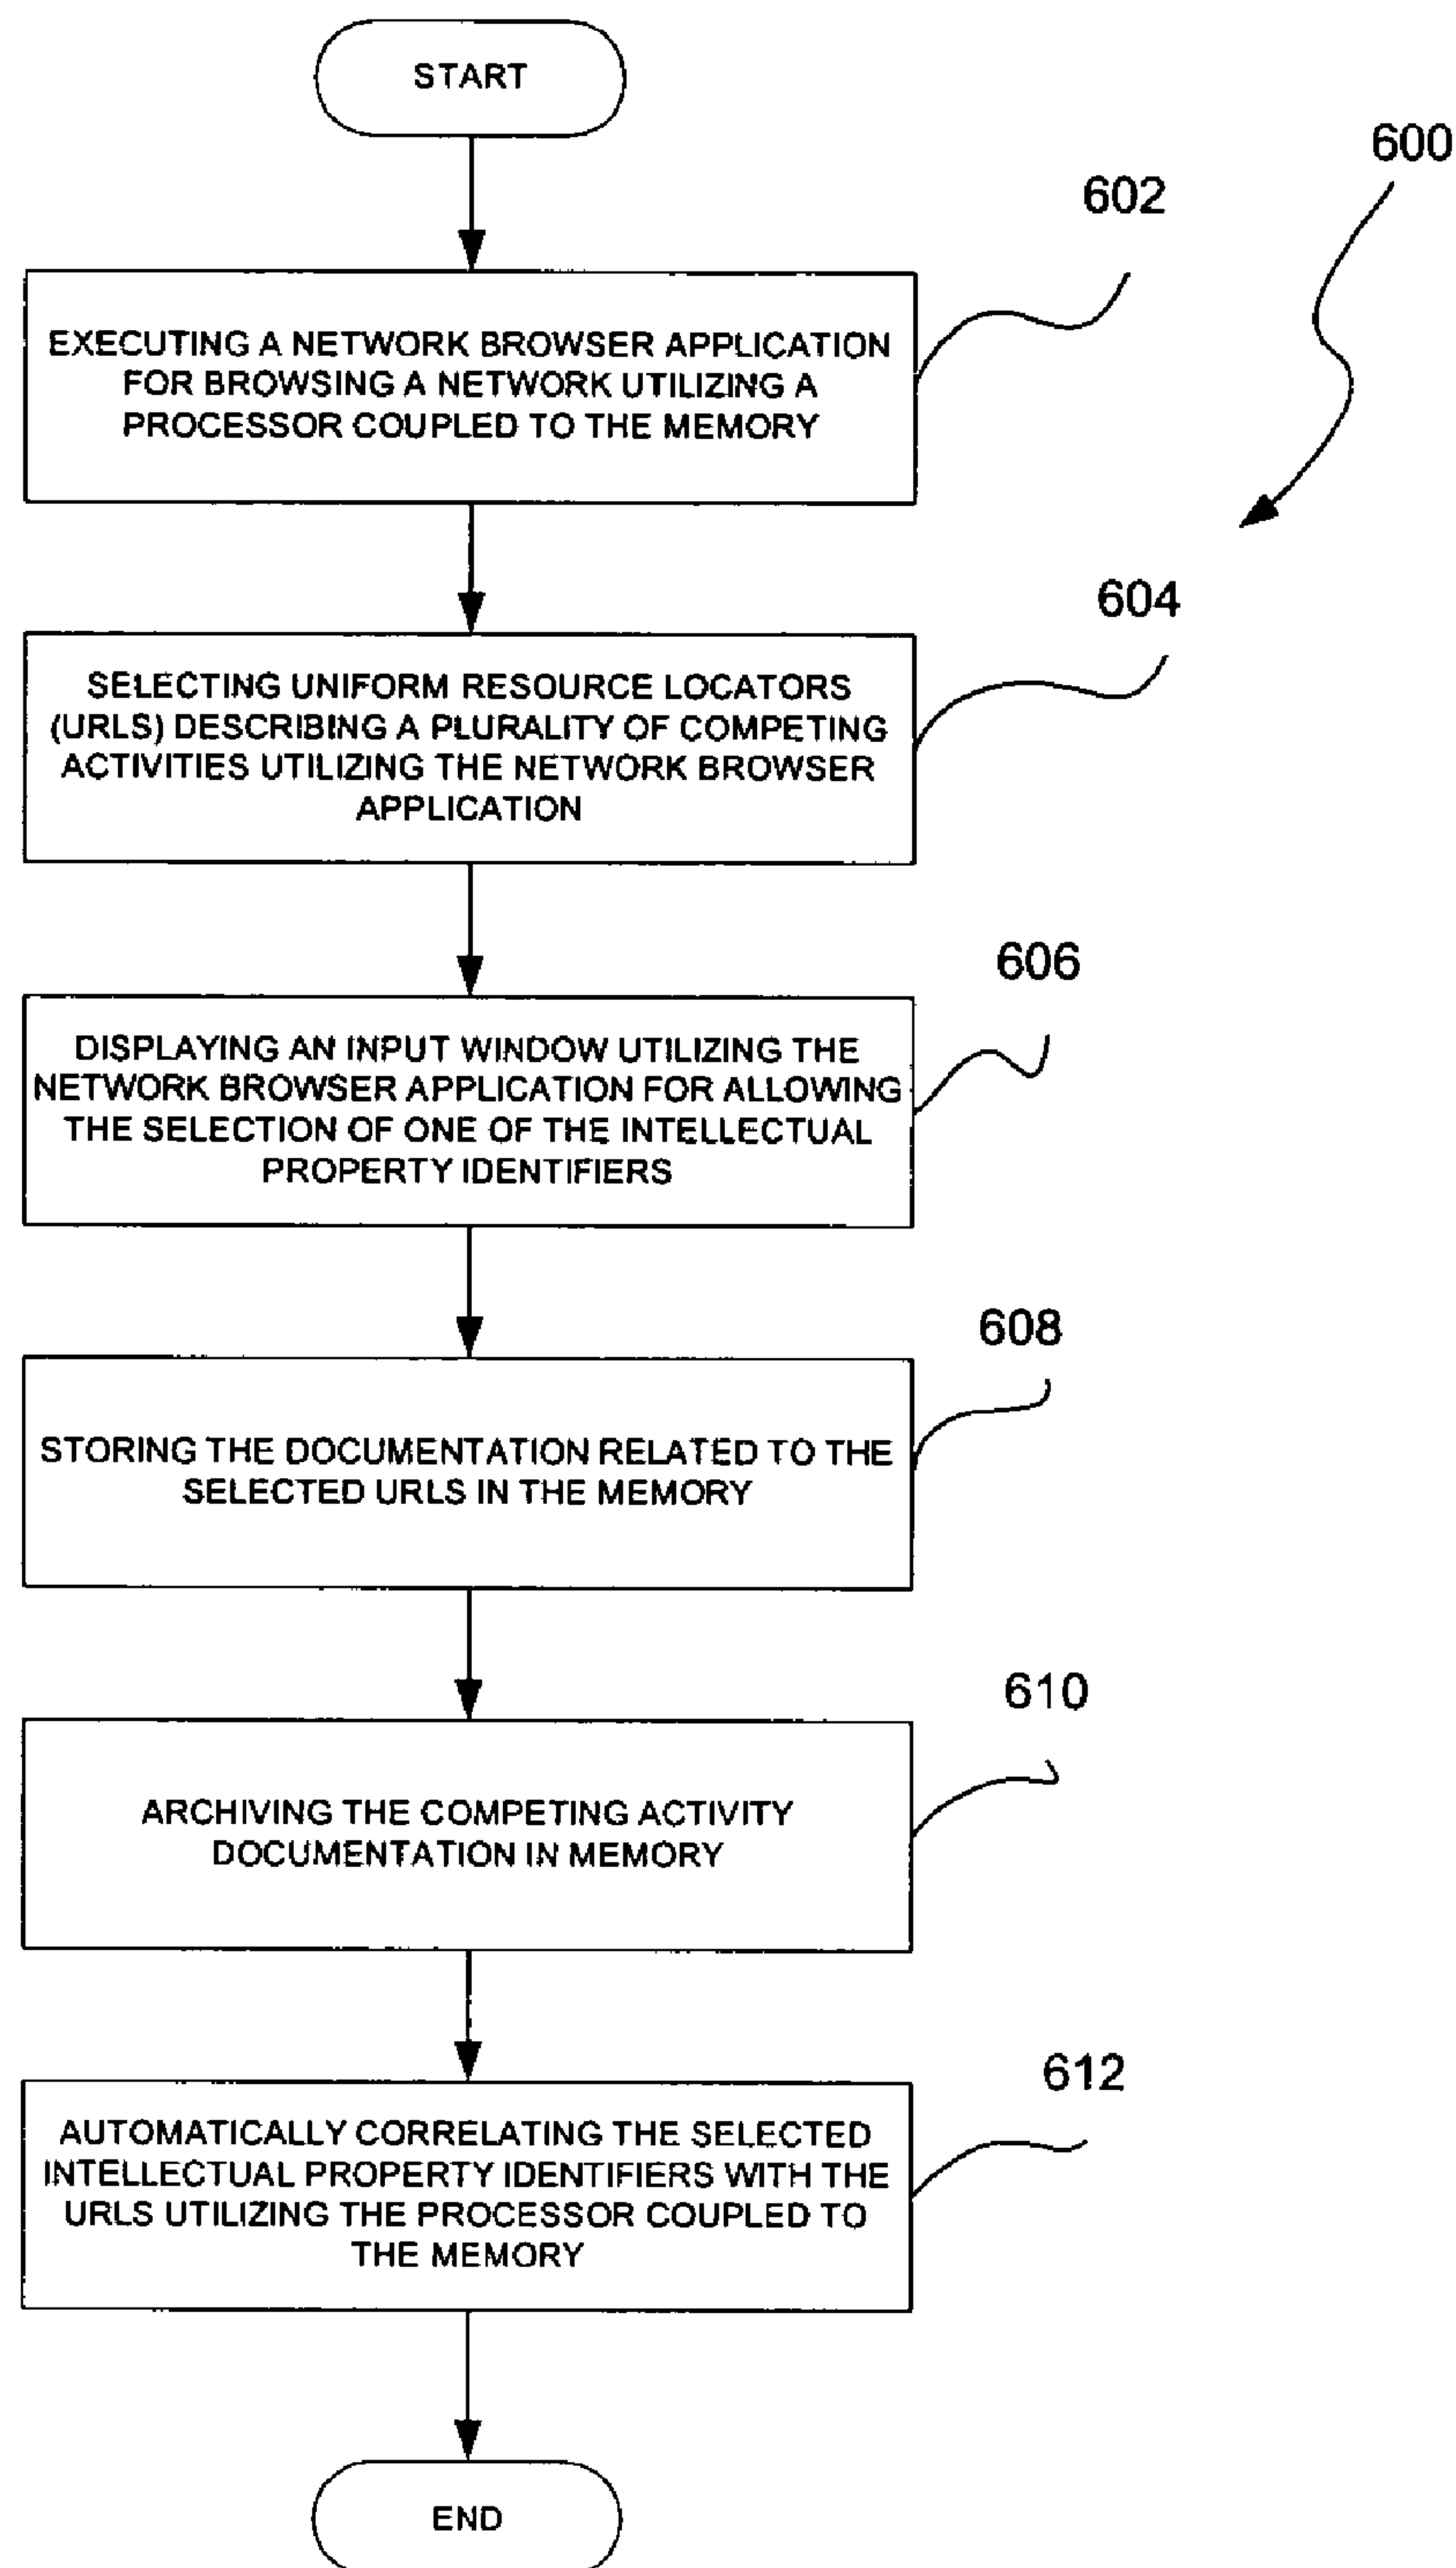 START
600
602
EXECUTING A NETWORK BROWSER APPLICATION
FOR BROWSING A NETWORK UTILIZING A
PROCESSOR COUPLED TO THE MEMORY
604
SELECTING UNIFORM RESOURCE LOCATORS
(URLS) DESCRIBING A PLURALITY OF COMPETING
ACTIVITIES UTILIZING THE NETWORK BROWSER
APPLICATION
606
DISPLAYING AN INPUT WINDOW UTILIZING THE
NETWORK BROWSER APPLICATION FOR ALLOWING
THE SELECTION OF ONE OF THE INTELLECTUAL
PROPERTY IDENTIFIERS
608
STORING THE DOCUMENTATION RELATED TO THE
SELECTED URLS IN THE MEMORY
610
ARCHIVING THE COMPETING ACTIVITY
DOCUMENTATION IN MEMORY
612
AUTOMATICALLY CORRELATING THE SELECTED
INTELLECTUAL PROPERTY IDENTIFIERS WITH THE
URLS UTILIZING THE PROCESSOR COUPLED TO
THE MEMORY
END